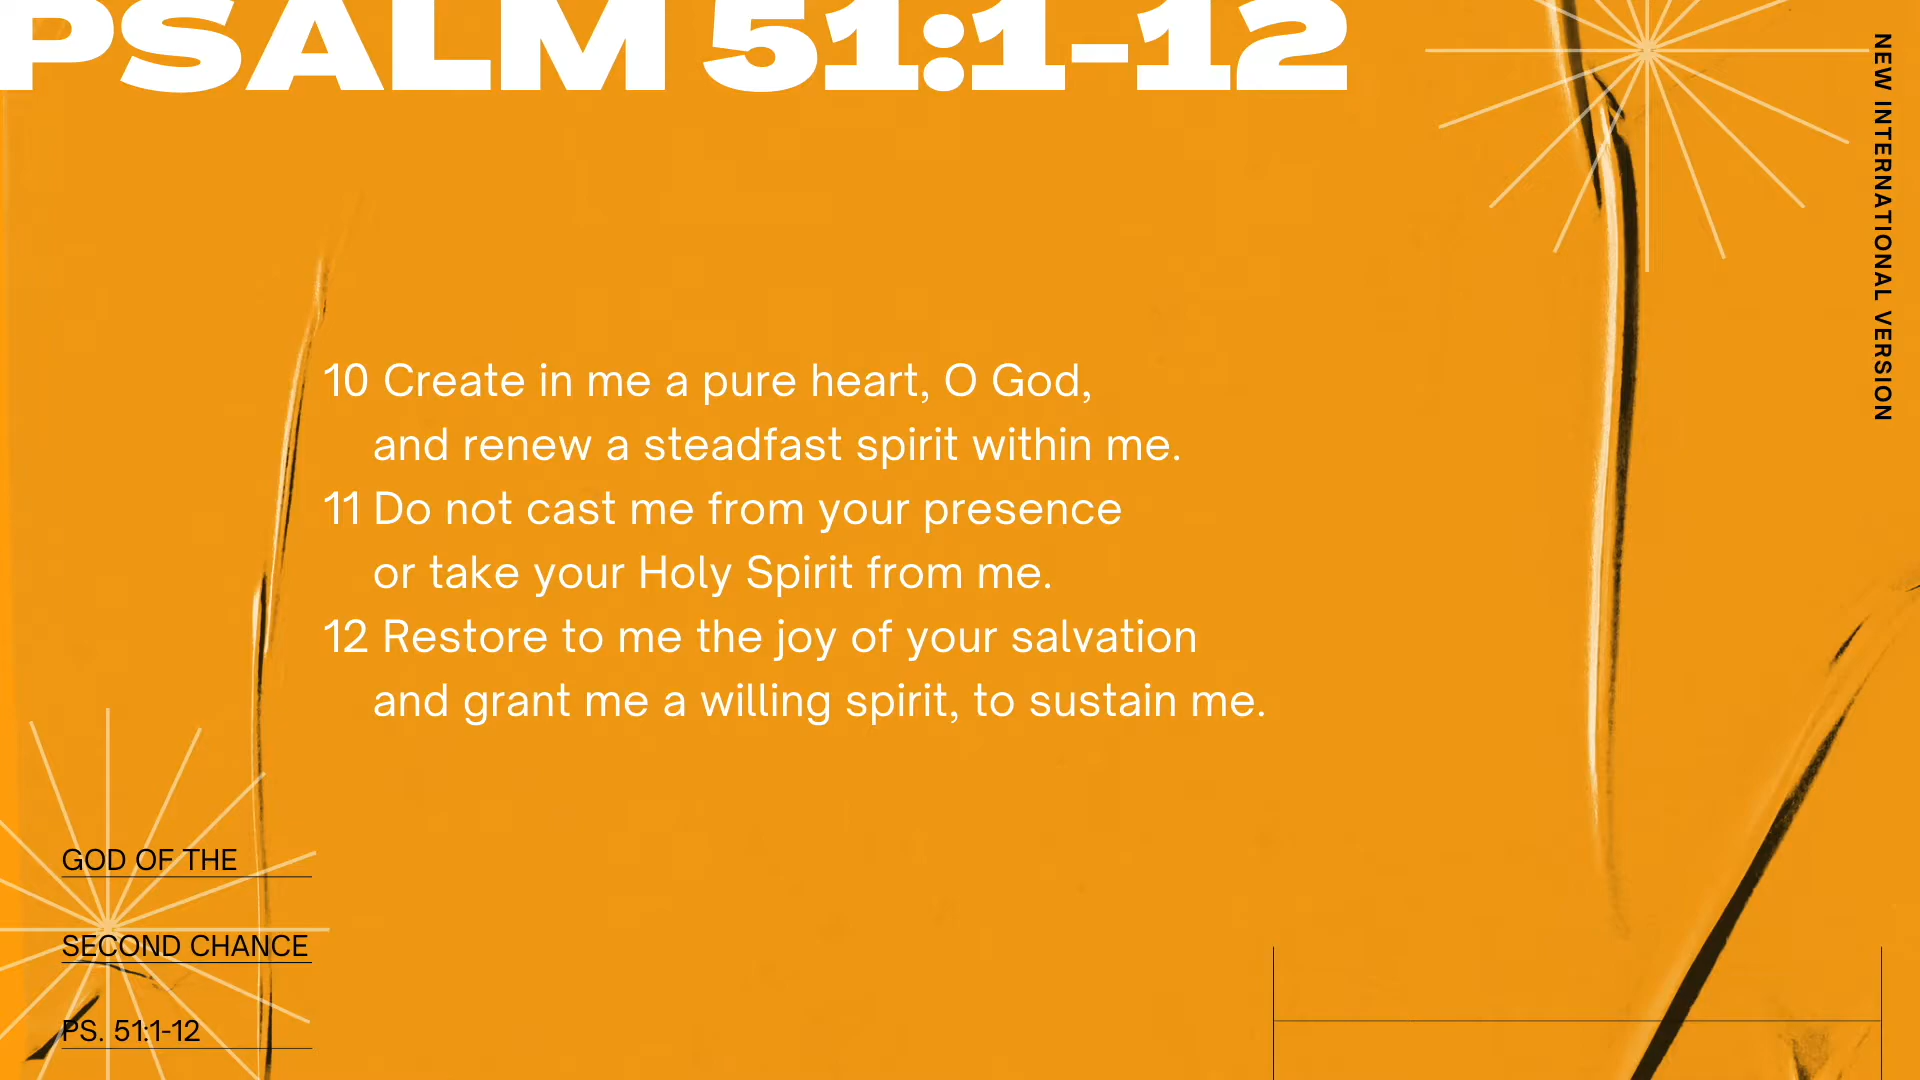 PSALM 51:1-12
NEW INTERNATIONAL VERSION
10 Create in me a pure heart, O God,
and renew a steadfast spirit within me.
11 Do not cast me from your presence
or take your Holy Spirit from me.
12 Restore to me the joy of your salvation
and grant me a willing spirit, to sustain me.
GOD OF THE
SECOND CHANCE
PS. 51:1-12